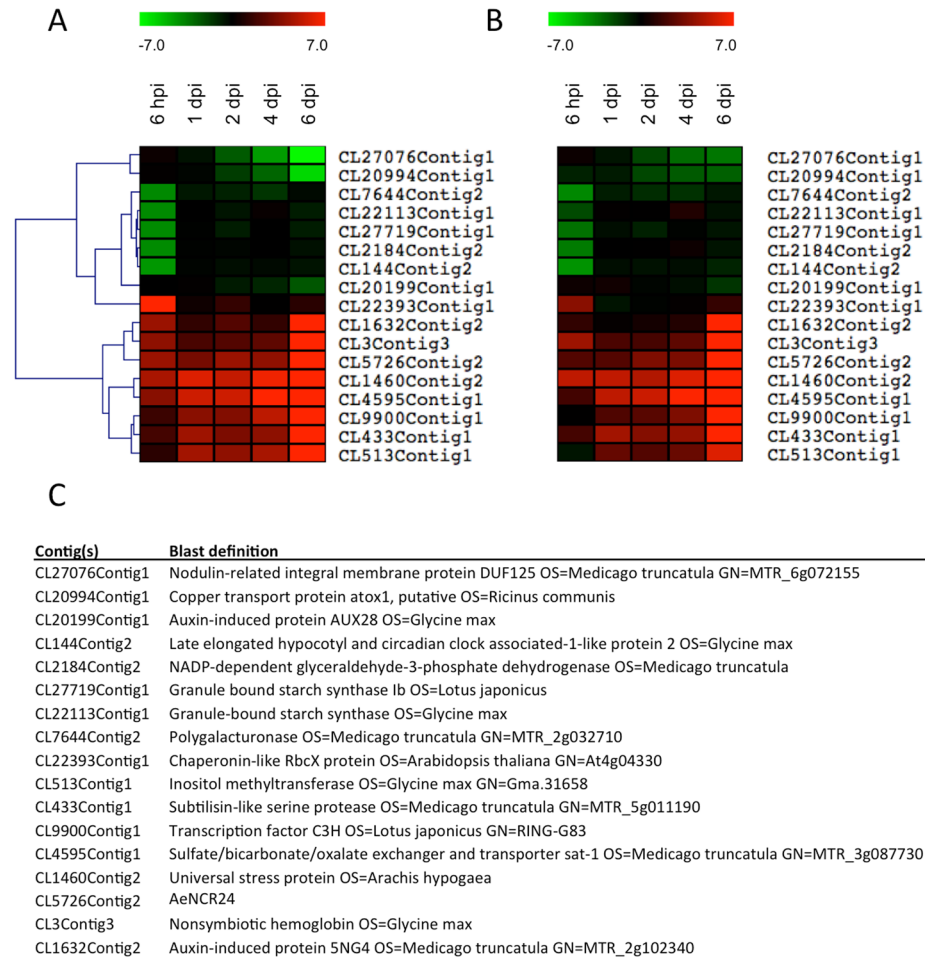 A
B
-7.0 7.0
-7.0 7.0
6 hpi 1 dpi 2 dpi 4 dpi 6 dpi
6 hpi 1 dpi 2 dpi 4 dpi 6 dpi
CL27076Contig1
CL20994Contig1
CL7644Contig2
CL22113Contig1
CL27719Contig1
CL2184Contig2
CL144Contig2
CL20199Contig1
CL22393Contig1
CL1632Contig2
CL3Contig3
CL5726Contig2
CL1460Contig2
CL4595Contig1
CL9900Contig1
CL433Contig1
CL513Contig1
CL27076Contig1
CL20994Contig1
CL7644Contig2
CL22113Contig1
CL27719Contig1
CL2184Contig2
CL144Contig2
CL20199Contig1
CL22393Contig1
CL1632Contig2
CL3Contig3
CL5726Contig2
CL1460Contig2
CL4595Contig1
CL9900Contig1
CL433Contig1
CL513Contig1
C
Contig(s) Blast definition
CL27076Contig1 Nodulin-related integral membrane protein DUF125 OS=Medicago truncatula GN=MTR_6g072155
CL20994Contig1 Copper transport protein atox1, putative OS=Ricinus communis
CL20199Contig1 Auxin-induced protein AUX28 OS=Glycine max
CL144Contig2 Late elongated hypocotyl and circadian clock associated-1-like protein 2 OS=Glycine max
CL2184Contig2 NADP-dependent glyceraldehyde-3-phosphate dehydrogenase OS=Medicago truncatula
CL27719Contig1 Granule bound starch synthase Ib OS=Lotus japonicus
CL22113Contig1 Granule-bound starch synthase OS=Glycine max
CL7644Contig2 Polygalacturonase OS=Medicago truncatula GN=MTR_2g032710
CL22393Contig1 Chaperonin-like RbcX protein OS=Arabidopsis thaliana GN=At4g04330
CL513Contig1 Inositol methyltransferase OS=Glycine max GN=Gma.31658
CL433Contig1 Subtilisin-like serine protease OS=Medicago truncatula GN=MTR_5g011190
CL9900Contig1 Transcription factor C3H OS=Lotus japonicus GN=RING-G83
CL4595Contig1 Sulfate/bicarbonate/oxalate exchanger and transporter sat-1 OS=Medicago truncatula GN=MTR_3g087730
CL1460Contig2 Universal stress protein OS=Arachis hypogaea
CL5726Contig2 AeNCR24
CL3Contig3 Nonsymbiotic hemoglobin OS=Glycine max
CL1632Contig2 Auxin-induced protein 5NG4 OS=Medicago truncatula GN=MTR_2g102340